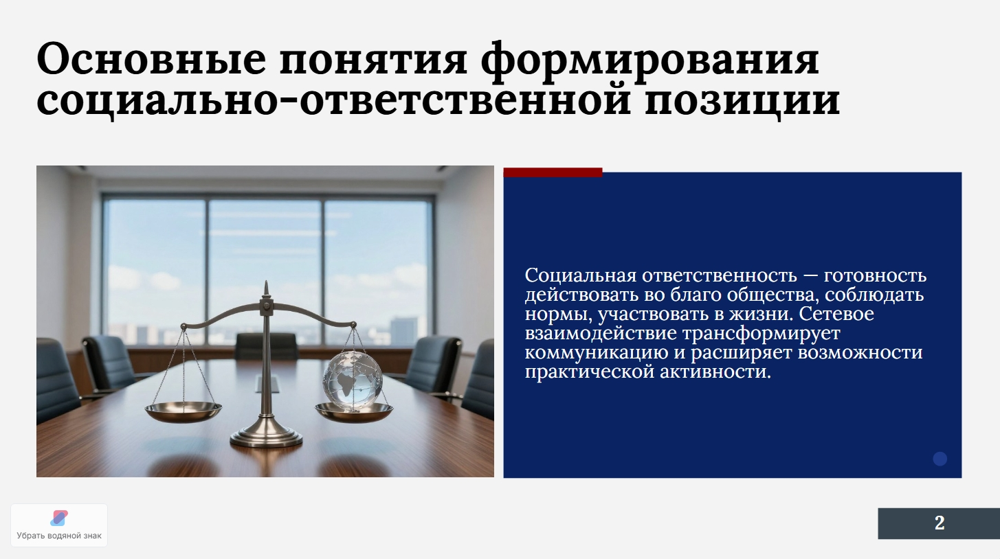 Основные понятия формирования
социально-ответственной позиции
Социальная ответственность — готовность
действовать во благо общества, соблюдать
нормы, участвовать в жизни. Сетевое
взаимодействие трансформирует
коммуникацию и расширяет возможности
практической активности.
Убрать водяной знак
2